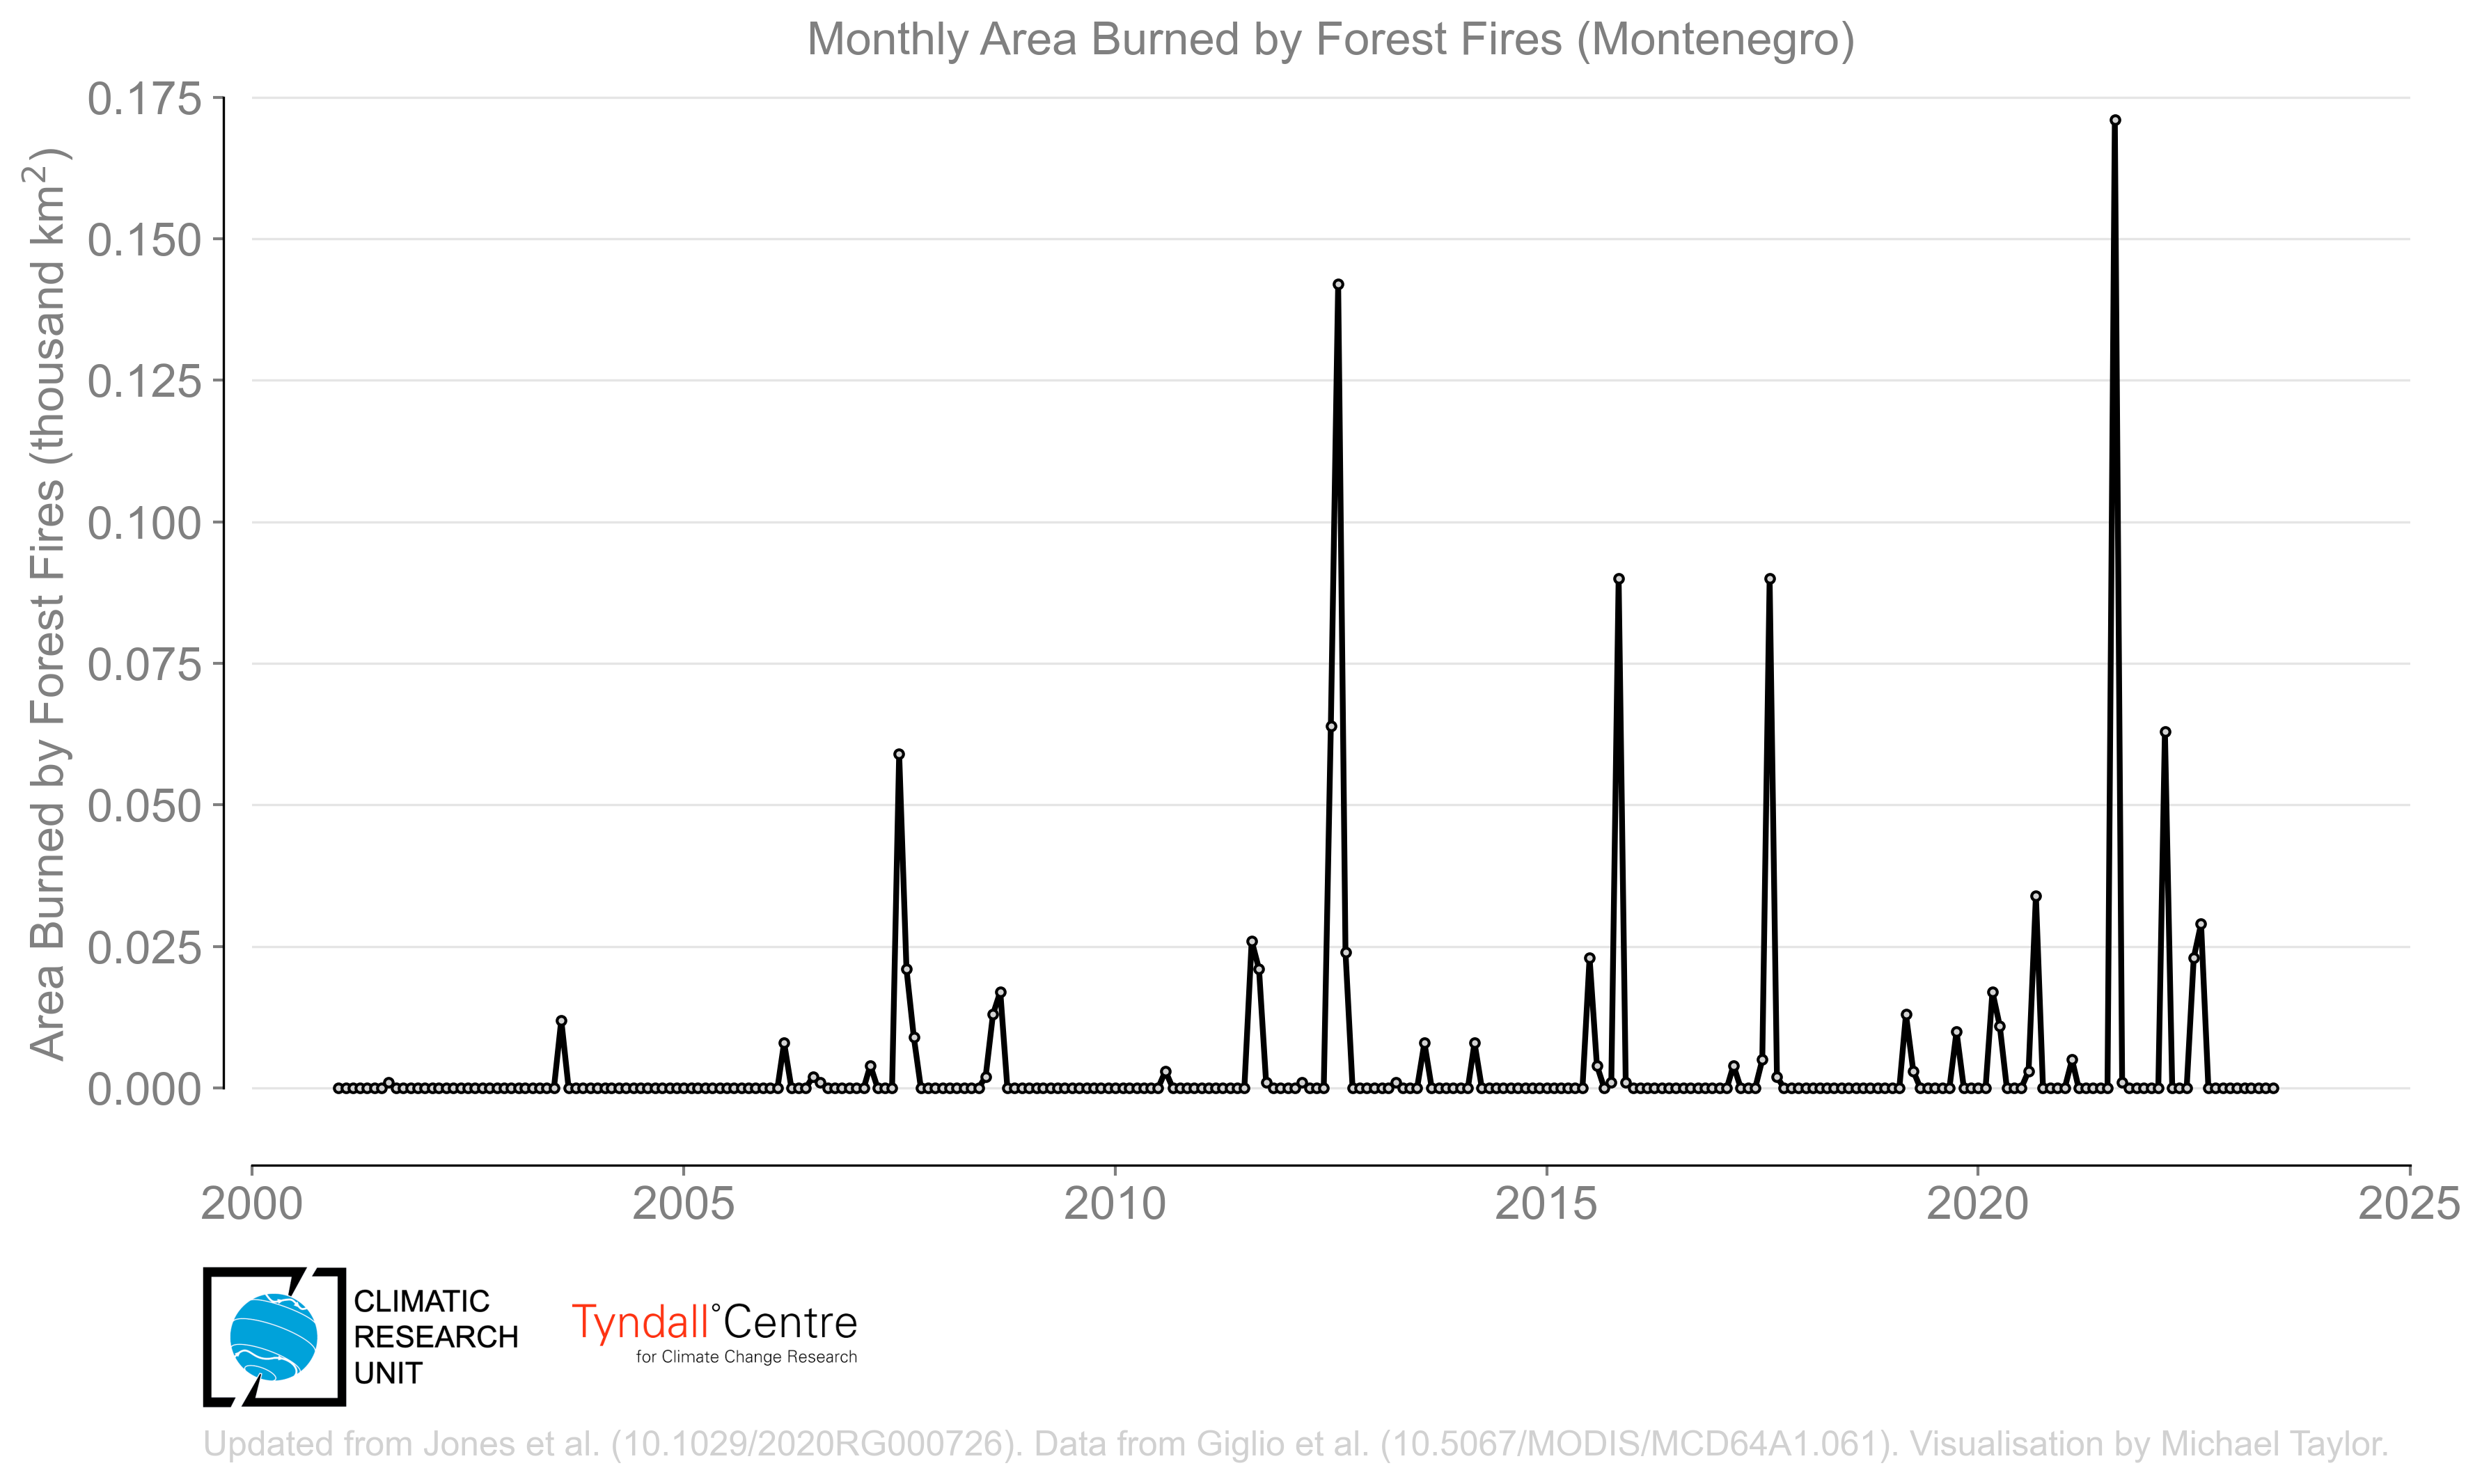 Monthly Area Burned by Forest Fires (Montenegro)
Area Burned by Forest Fires (thousand km²)
0.175
0.150
0.125
0.100
0.075
0.050
0.025
0.000
2000 2005 2010 2015 2020 2025
CLIMATIC
RESEARCH
UNIT
Tyndall°Centre
for Climate Change Research
Updated from Jones et al. (10.1029/2020RG000726). Data from Giglio et al. (10.5067/MODIS/MCD64A1.061). Visualisation by Michael Taylor.